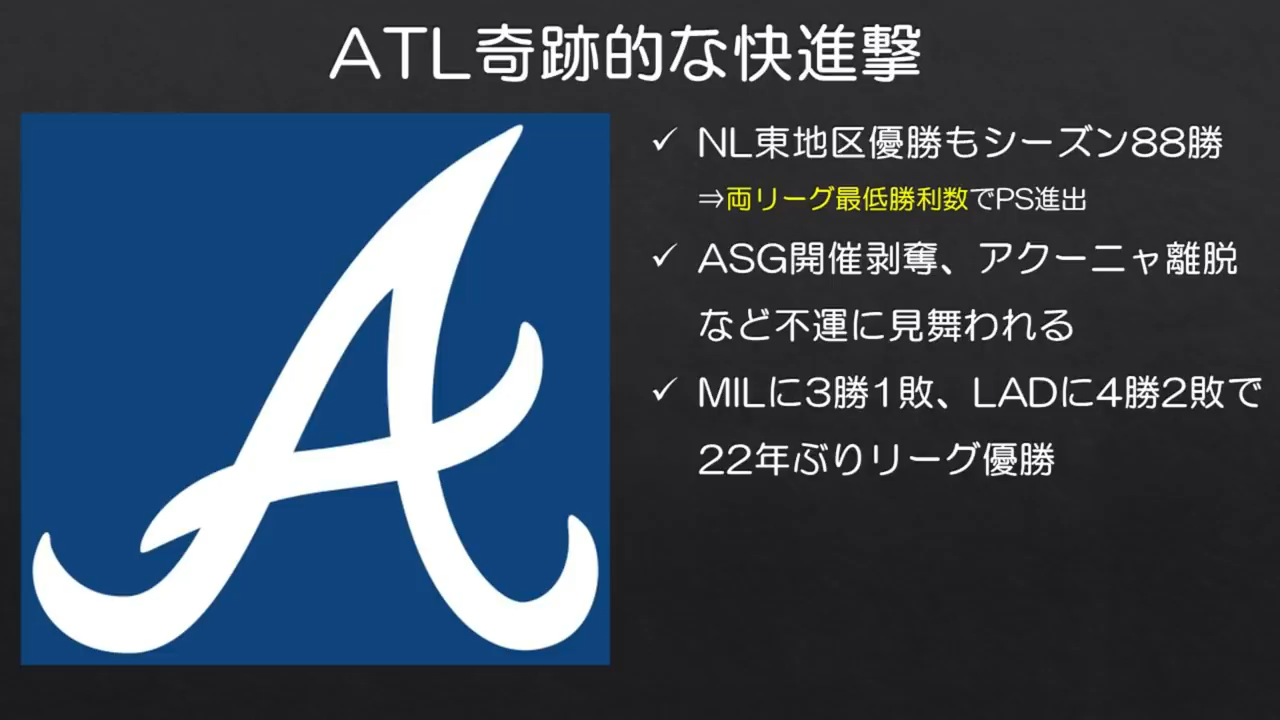 ATL奇跡的な快進撃
✓ NL東地区優勝もシーズン88勝
⇒両リーグ最低勝利数でPS進出
✓ ASG開催剥奪、アクーニャ離脱
など不運に見舞われる
✓ MILに3勝1敗、LADに4勝2敗で
22年ぶりリーグ優勝
A